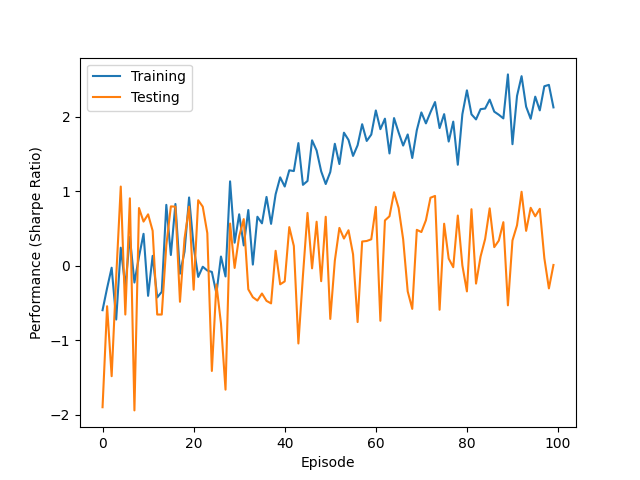 Training
Testing
Performance (Sharpe Ratio)
2
1
0
−1
−2
0 20 40 60 80 100
Episode